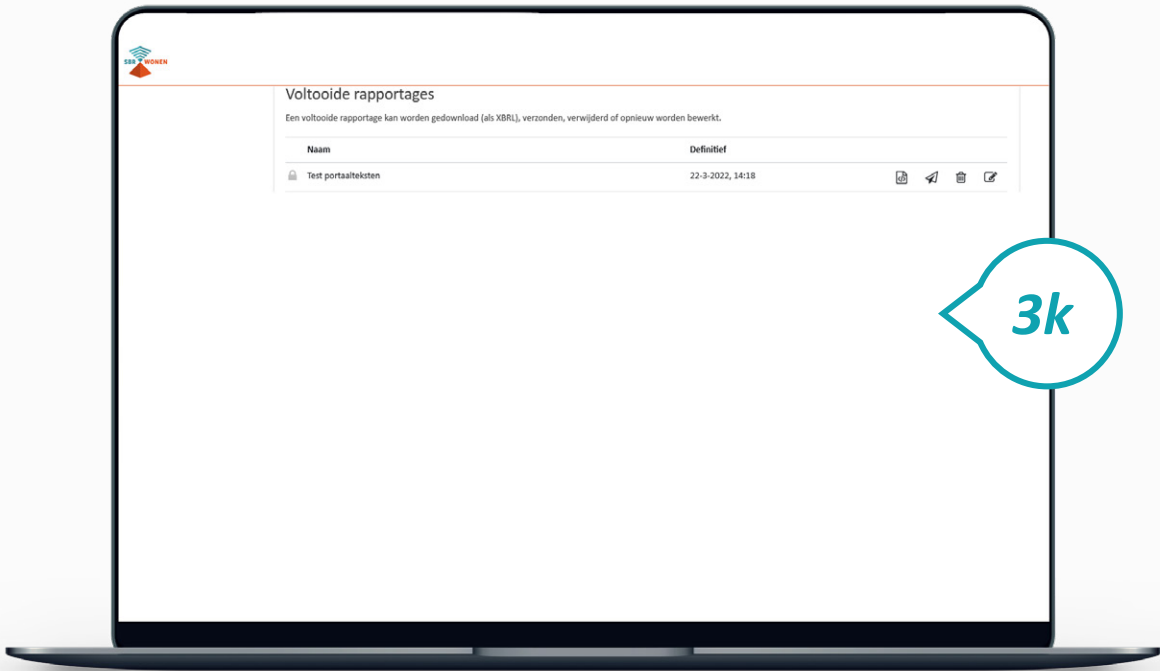 SBR WONEN
Voltooide rapportages
Een voltooide rapportage kan worden gedownload (als XBRL), verzonden, verwijderd of opnieuw worden bewerkt.
Naam Definitief
Test portaalteksten 22-3-2022, 14:18
3k